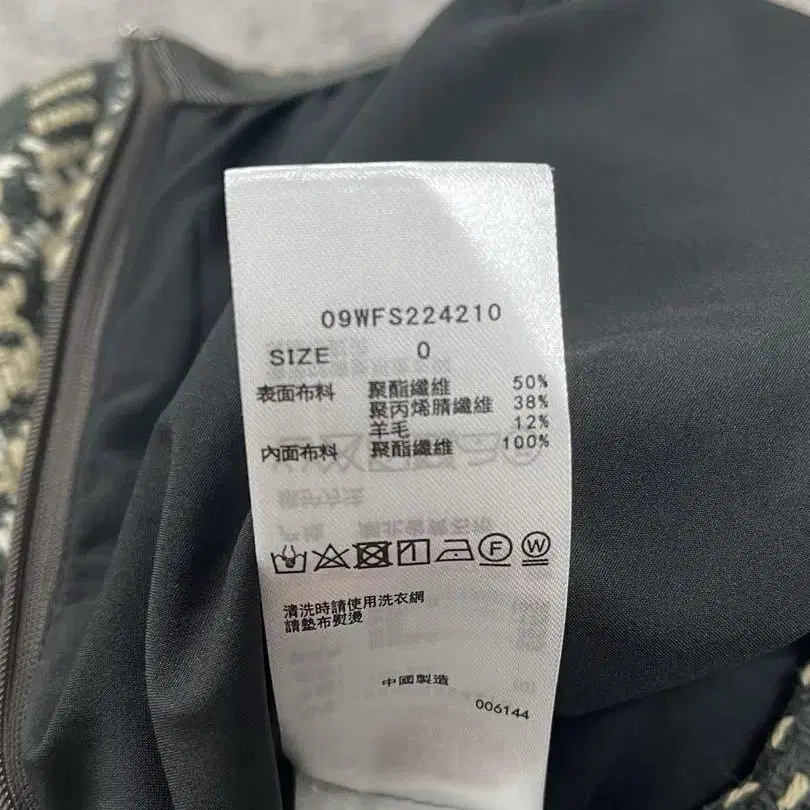 09WFS224210
SIZE 0
表面布料 聚酯纖維 50%
聚丙烯腈纖維 38%
羊毛 12%
內面布料 聚酯纖維 100%
F W
清洗時請使用洗衣網
請墊布熨燙
中國製造
006144